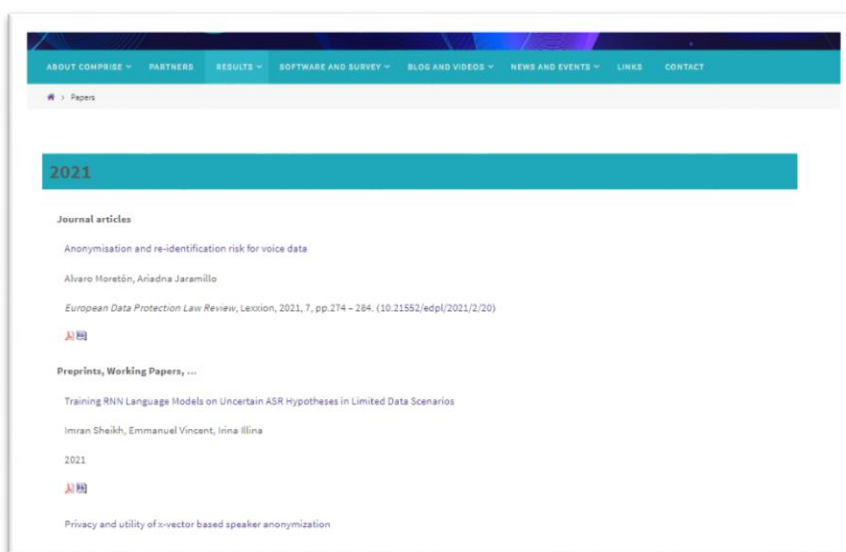 ABOUT COMPRISE PARTNERS RESULTS SOFTWARE AND SURVEY BLOG AND VIDEOS NEWS AND EVENTS LINKS CONTACT
> Papers
2021
Journal articles
Anonymisation and re-identification risk for voice data
Alvaro Moretón, Ariadna Jaramillo
European Data Protection Law Review, Lexxion, 2021, 7, pp.274 – 284. (10.21552/edpl/2021/2/20)
Preprints, Working Papers, ...
Training RNN Language Models on Uncertain ASR Hypotheses in Limited Data Scenarios
Imran Sheikh, Emmanuel Vincent, Irina Illina
2021
Privacy and utility of x-vector based speaker anonymization